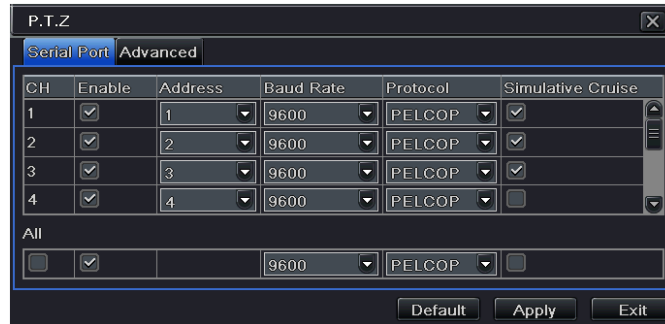 P.T.Z
Serial Port Advanced
CH Enable Address Baud Rate Protocol Simulative Cruise
1 1 9600 PELCOP
2 2 9600 PELCOP
3 3 9600 PELCOP
4 4 9600 PELCOP
All
9600 PELCOP
Default Apply Exit